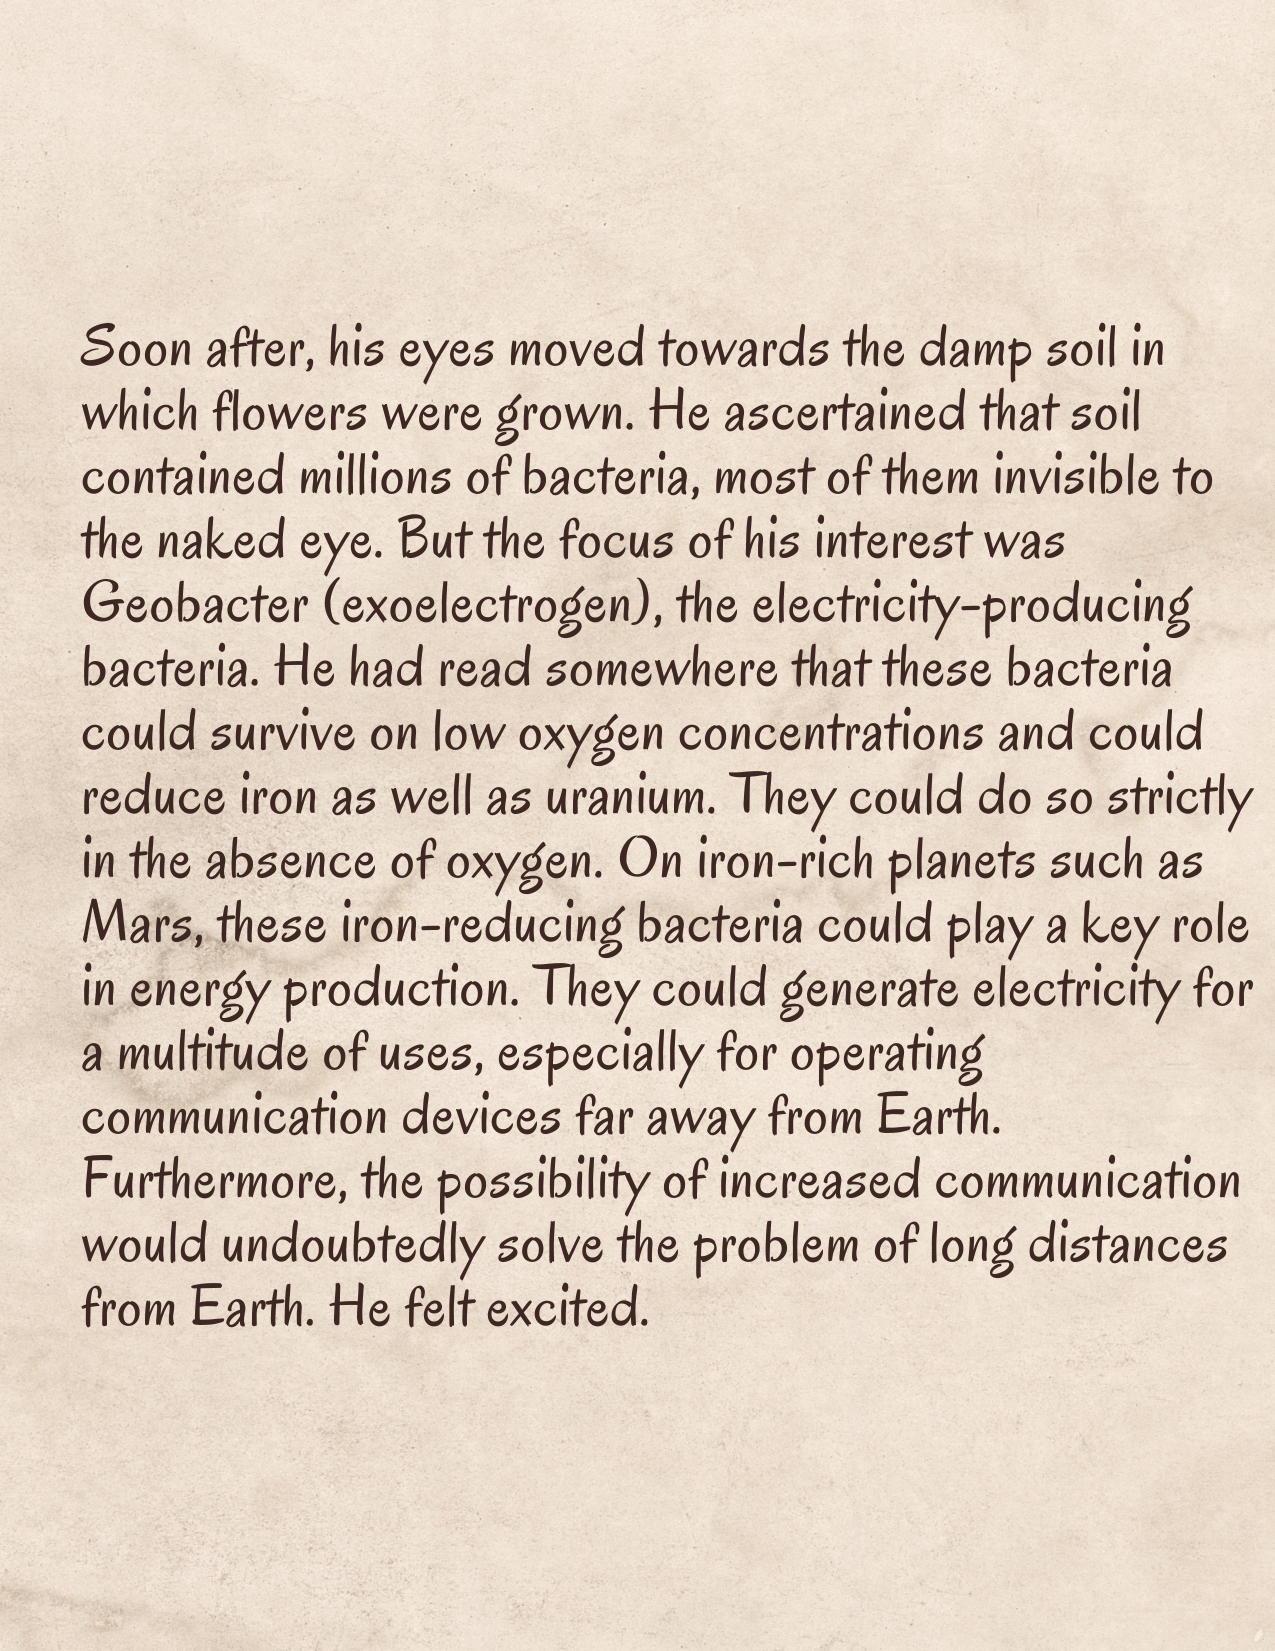 Soon after, his eyes moved towards the damp soil in
which flowers were grown. He ascertained that soil
contained millions of bacteria, most of them invisible to
the naked eye. But the focus of his interest was
Geobacter (exoelectrogen), the electricity-producing
bacteria. He had read somewhere that these bacteria
could survive on low oxygen concentrations and could
reduce iron as well as uranium. They could do so strictly
in the absence of oxygen. On iron-rich planets such as
Mars, these iron-reducing bacteria could play a key role
in energy production. They could generate electricity for
a multitude of uses, especially for operating
communication devices far away from Earth.
Furthermore, the possibility of increased communication
would undoubtedly solve the problem of long distances
from Earth. He felt excited.